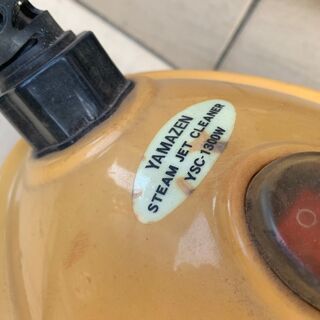 YAMAZEN
STEAM JET CLEANER
YSC-1300W